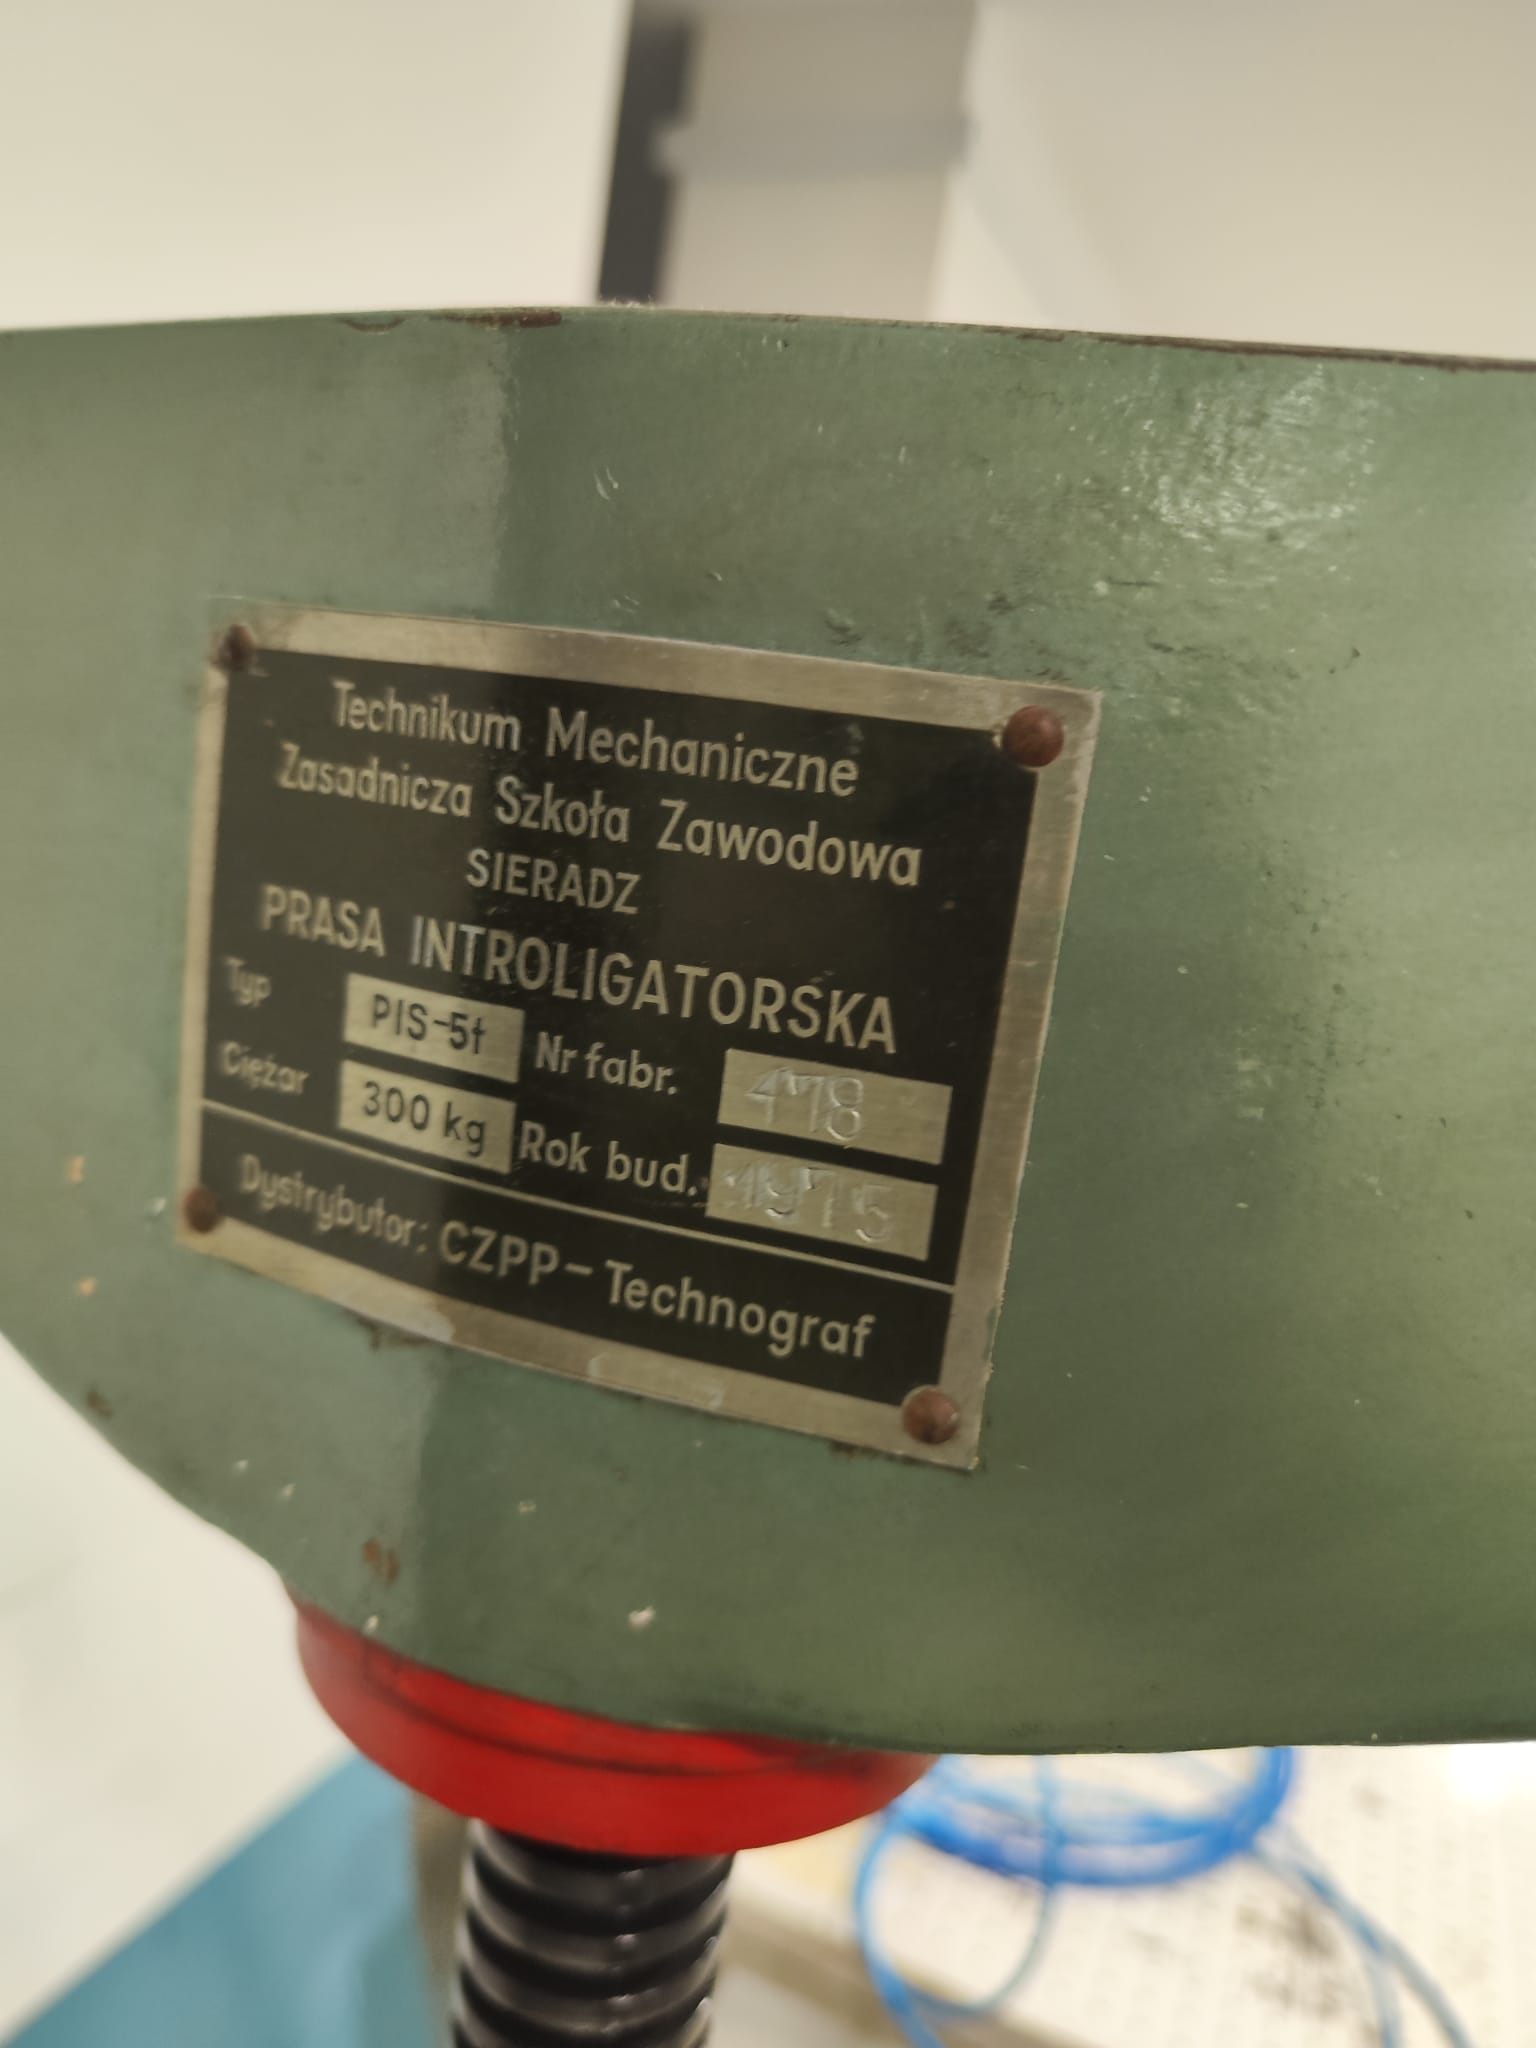 Technikum Mechaniczne
Zasadnicza Szkoła Zawodowa
SIERADZ
PRASA INTROLIGATORSKA
Typ PIS-5t Nr fabr. 478
Ciężar 300 kg Rok bud. 1975
Dystrybutor: CZPP-Technograf